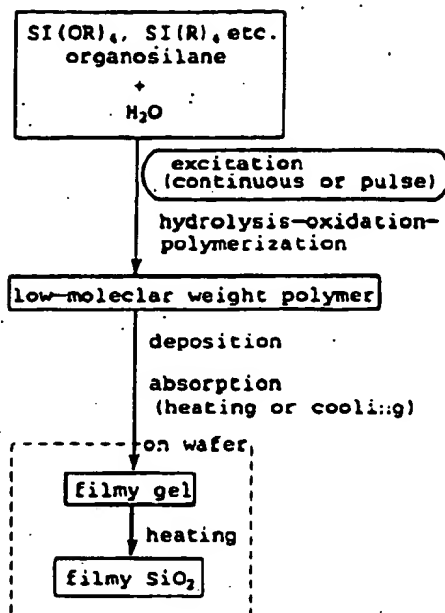 SI(OR)₄, SI(R)₄ etc.
organosilane
+
H₂O
excitation
(continuous or pulse)
hydrolysis-oxidation-
polymerization
low-moleclar weight polymer
deposition
absorption
(heating or cooling)
on wafer
filmy gel
heating
filmy SiO₂